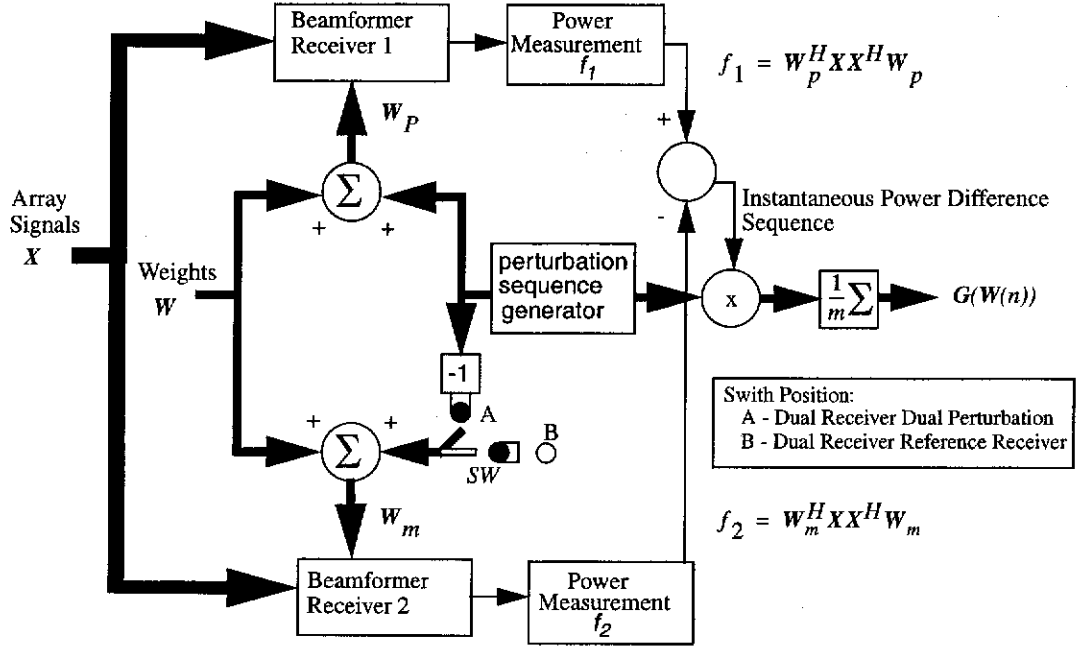 Beamformer
Receiver 1
Power
Measurement
f1
f1 = W_p^H XX^H W_p
W_P
+
Σ
+
+
-
Instantaneous Power Difference
Sequence
Array
Signals
X
Weights
W
perturbation
sequence
generator
x
1/m Σ
G(W(n))
-1
A
B
SW
+
+
Σ
Swith Position:
A - Dual Receiver Dual Perturbation
B - Dual Receiver Reference Receiver
W_m
f2 = W_m^H XX^H W_m
Beamformer
Receiver 2
Power
Measurement
f2